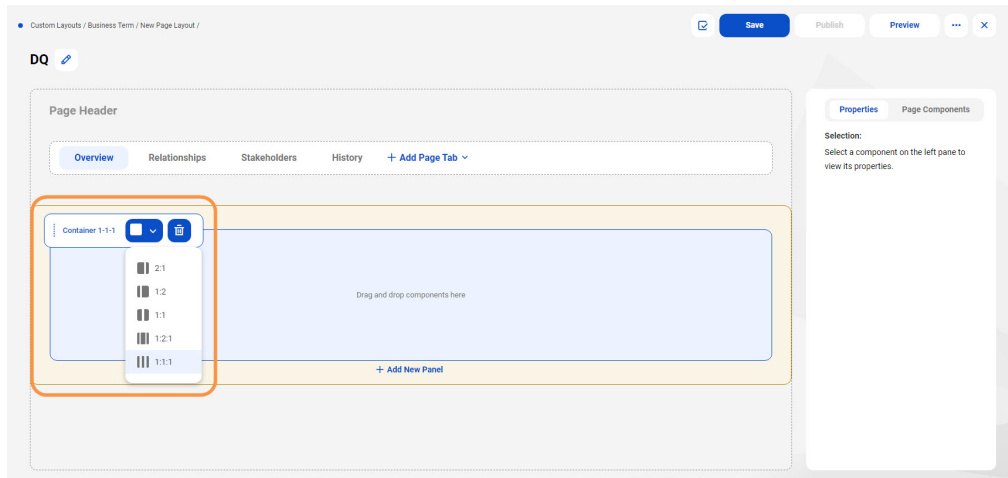 Custom Layouts / Business Term / New Page Layout /
Save
Publish
Preview
DQ
Page Header
Overview
Relationships
Stakeholders
History
+ Add Page Tab
Container 1-1-1
2:1
1:2
1:1
1:2:1
1:1:1
Drag and drop components here
+ Add New Panel
Properties
Page Components
Selection:
Select a component on the left pane to
view its properties.